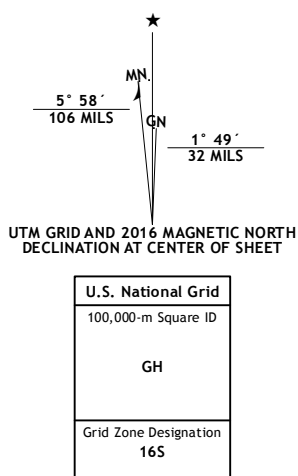 MN.
5° 58´
106 MILS
GN
1° 49´
32 MILS
UTM GRID AND 2016 MAGNETIC NORTH
DECLINATION AT CENTER OF SHEET
U.S. National Grid
100,000-m Square ID
GH
Grid Zone Designation
16S